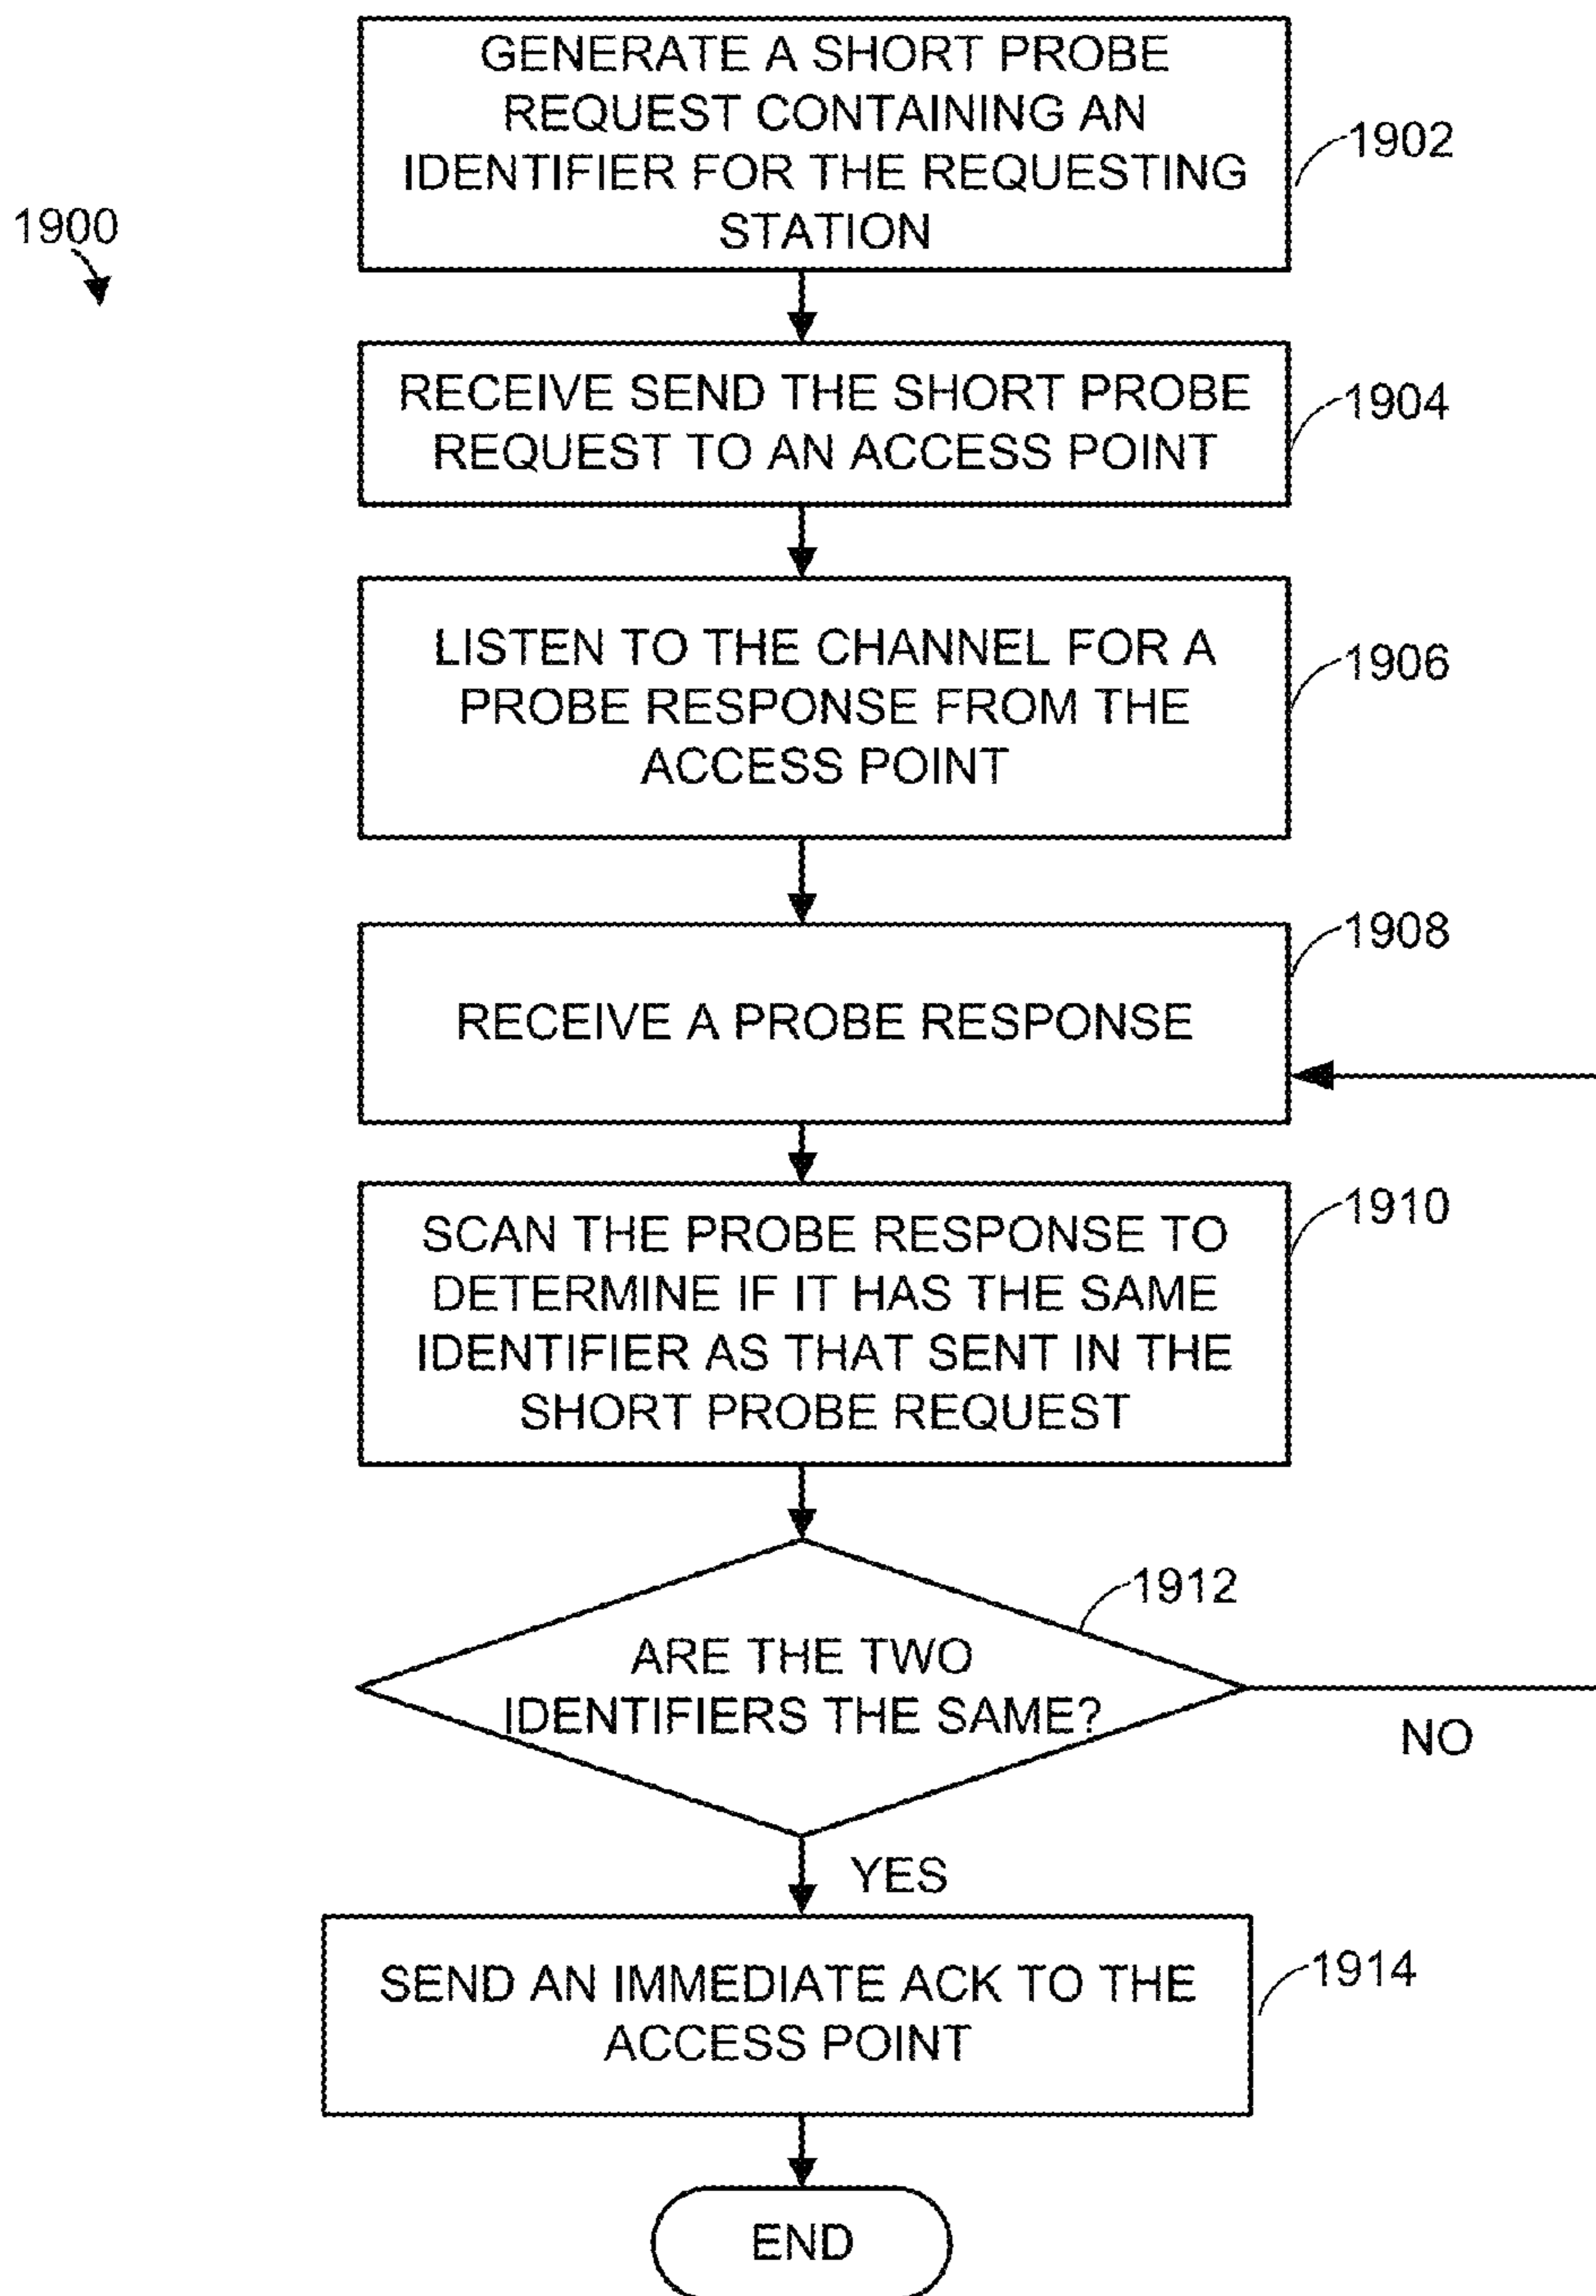 GENERATE A SHORT PROBE
REQUEST CONTAINING AN
IDENTIFIER FOR THE REQUESTING
STATION
1902
1900
RECEIVE SEND THE SHORT PROBE
REQUEST TO AN ACCESS POINT
1904
LISTEN TO THE CHANNEL FOR A
PROBE RESPONSE FROM THE
ACCESS POINT
1906
RECEIVE A PROBE RESPONSE
1908
SCAN THE PROBE RESPONSE TO
DETERMINE IF IT HAS THE SAME
IDENTIFIER AS THAT SENT IN THE
SHORT PROBE REQUEST
1910
ARE THE TWO
IDENTIFIERS THE SAME?
1912
NO
YES
SEND AN IMMEDIATE ACK TO THE
ACCESS POINT
1914
END